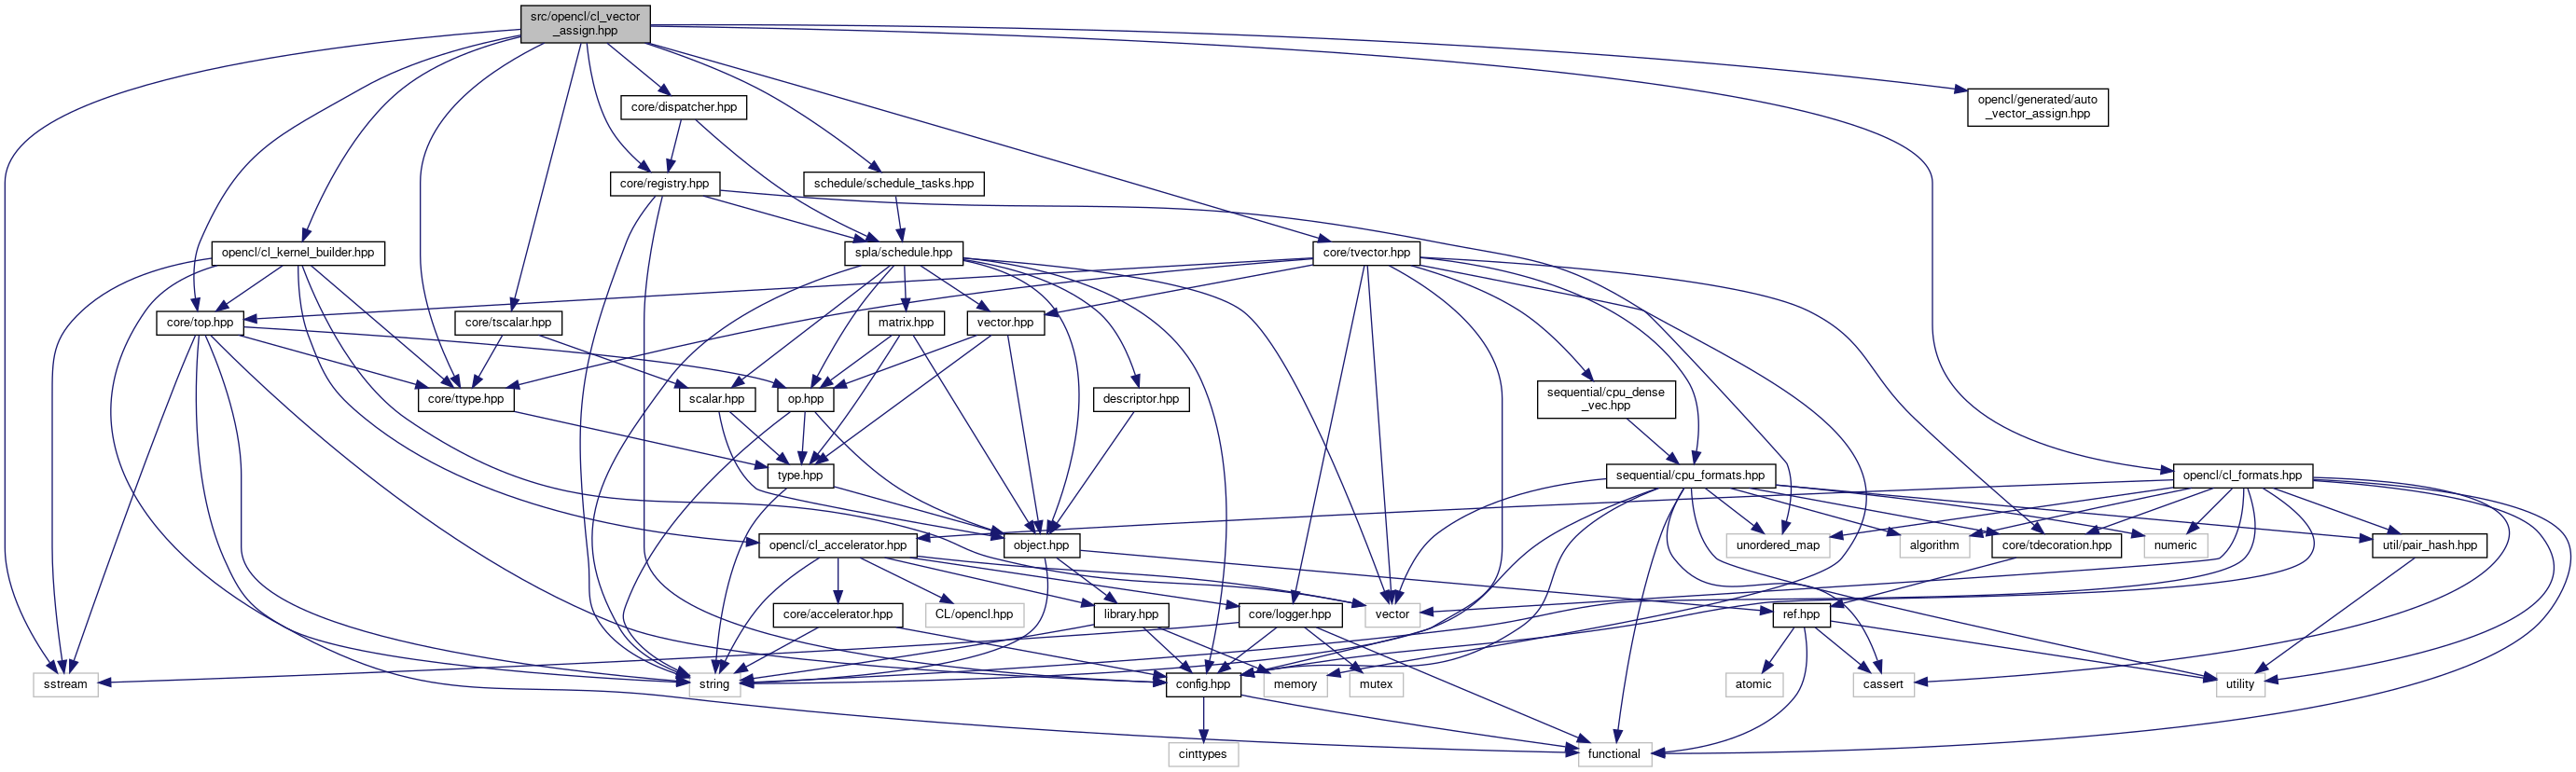 src/opencl/cl_vector
_assign.hpp
core/dispatcher.hpp
opencl/generated/auto
_vector_assign.hpp
core/registry.hpp
schedule/schedule_tasks.hpp
opencl/cl_kernel_builder.hpp
spla/schedule.hpp
core/tvector.hpp
core/top.hpp
core/tscalar.hpp
matrix.hpp
vector.hpp
core/ttype.hpp
scalar.hpp
op.hpp
descriptor.hpp
sequential/cpu_dense
_vec.hpp
type.hpp
sequential/cpu_formats.hpp
opencl/cl_formats.hpp
opencl/cl_accelerator.hpp
object.hpp
unordered_map
algorithm
core/tdecoration.hpp
numeric
util/pair_hash.hpp
core/accelerator.hpp
CL/opencl.hpp
library.hpp
core/logger.hpp
vector
ref.hpp
sstream
string
config.hpp
memory
mutex
atomic
cassert
utility
cinttypes
functional